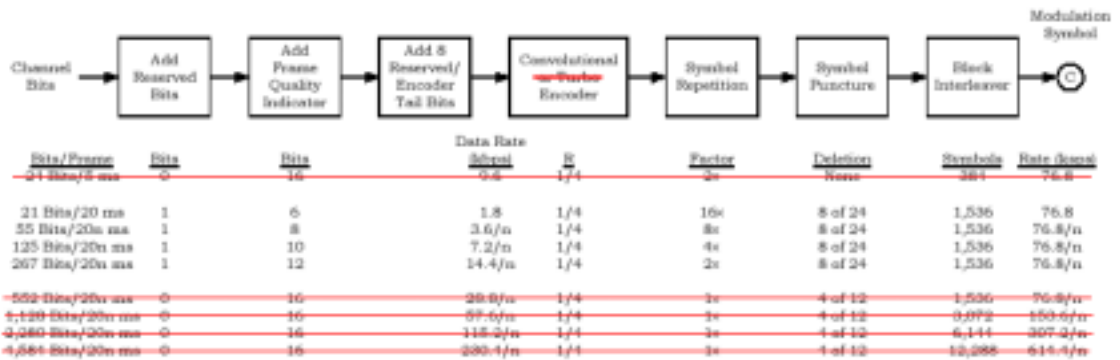 Modulation
Symbol
Channel
Bits
Add
Reserved
Bits
Add
Frame
Quality
Indicator
Add 8
Reserved/
Encoder
Tail Bits
Convolutional
or Turbo
Encoder
Symbol
Repetition
Symbol
Puncture
Block
Interleaver
C
Data Rate
Bits/Frame Bits Bits (kbps) R Factor Deletion Symbols Rate (ksps)
24 Bits/5 ms 0 16 9.6 1/4 2× None 384 76.8
21 Bits/20 ms 1 6 1.8 1/4 16× 8 of 24 1,536 76.8
55 Bits/20n ms 1 8 3.6/n 1/4 8× 8 of 24 1,536 76.8/n
125 Bits/20n ms 1 10 7.2/n 1/4 4× 8 of 24 1,536 76.8/n
267 Bits/20n ms 1 12 14.4/n 1/4 2× 8 of 24 1,536 76.8/n
552 Bits/20n ms 0 16 28.8/n 1/4 1× 4 of 12 1,536 76.8/n
1,128 Bits/20n ms 0 16 57.6/n 1/4 1× 4 of 12 3,072 153.6/n
2,280 Bits/20n ms 0 16 115.2/n 1/4 1× 4 of 12 6,144 307.2/n
4,584 Bits/20n ms 0 16 230.4/n 1/4 1× 4 of 12 12,288 614.4/n